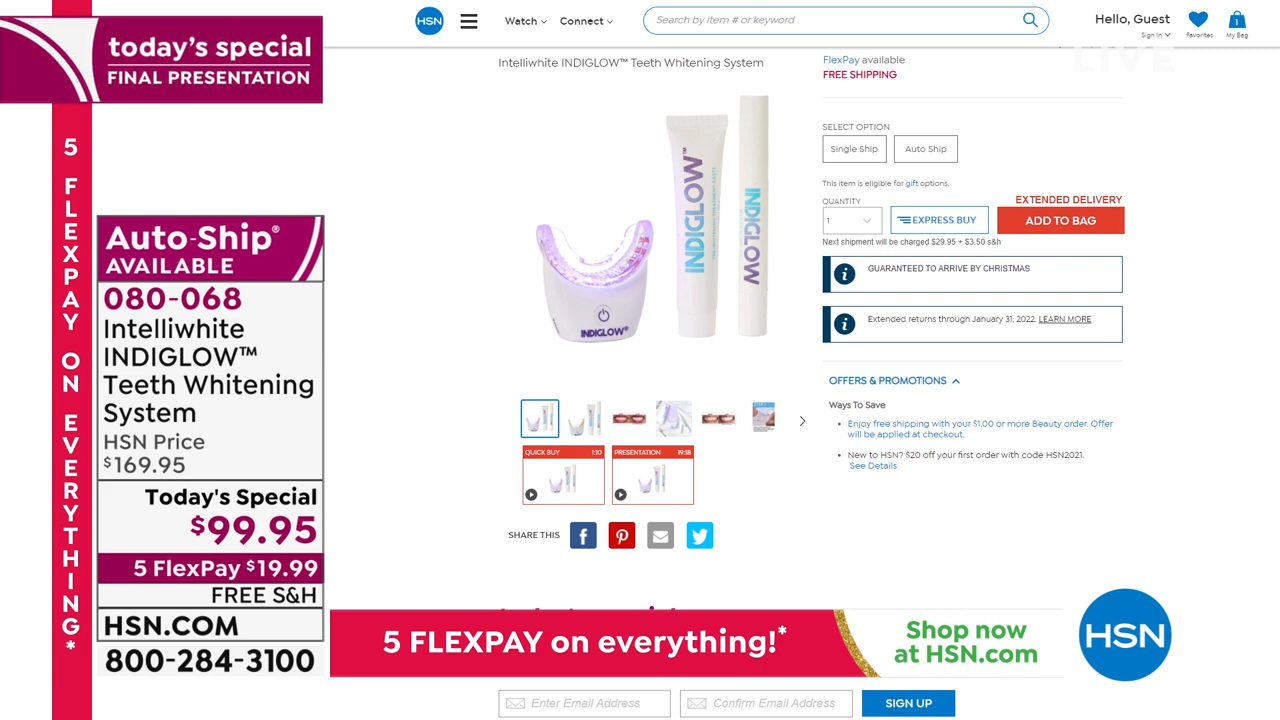 today's special
FINAL PRESENTATION
5 FLEXPAY ON EVERYTHING!*
Auto-Ship®
AVAILABLE
080-068
Intelliwhite
INDIGLOW™
Teeth Whitening
System
HSN Price
$169.95
Today's Special
$99.95
5 FlexPay $19.99
FREE S&H
HSN.COM
800-284-3100
HSN
Watch
Connect
Search by item # or keyword
Hello, Guest
Sign in
Favorites
1
My Bag
LIVE
Intelliwhite INDIGLOW™ Teeth Whitening System
INDIGLOW™
INDIGLOW
INDIGLOW®
FlexPay available
FREE SHIPPING
SELECT OPTION
Single Ship
Auto Ship
This item is eligible for gift options.
EXTENDED DELIVERY
QUANTITY
1
EXPRESS BUY
ADD TO BAG
Next shipment will be charged $29.95 + $3.50 s&h
GUARANTEED TO ARRIVE BY CHRISTMAS
Extended returns through January 31, 2022. LEARN MORE
OFFERS & PROMOTIONS
Ways To Save
Enjoy free shipping with your $1.00 or more Beauty order. Offer
will be applied at checkout.
New to HSN? $20 off your first order with code HSN2021.
See Details
QUICK BUY 1:10
PRESENTATION 19:18
SHARE THIS
5 FLEXPAY on everything!*
Shop now
at HSN.com
HSN
Enter Email Address
Confirm Email Address
SIGN UP